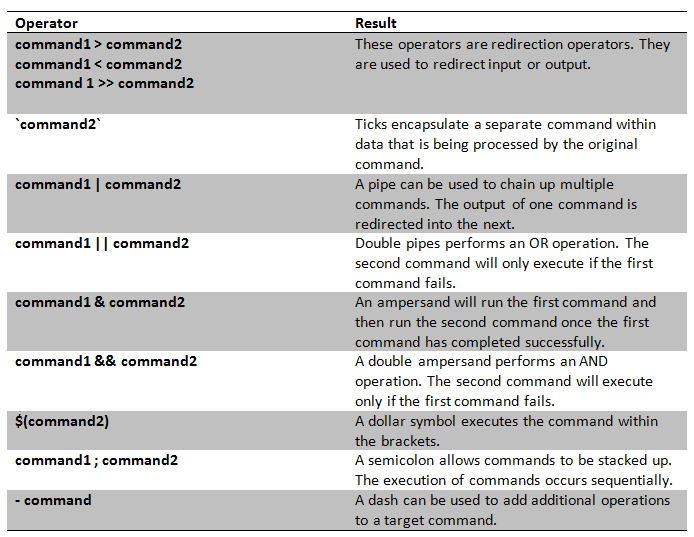 Operator Result
command1 > command2 These operators are redirection operators. They
command1 < command2 are used to redirect input or output.
command 1 >> command2
`command2` Ticks encapsulate a separate command within
data that is being processed by the original
command.
command1 | command2 A pipe can be used to chain up multiple
commands. The output of one command is
redirected into the next.
command1 || command2 Double pipes performs an OR operation. The
second command will only execute if the first
command fails.
command1 & command2 An ampersand will run the first command and
then run the second command once the first
command has completed successfully.
command1 && command2 A double ampersand performs an AND
operation. The second command will execute
only if the first command fails.
$(command2) A dollar symbol executes the command within
the brackets.
command1 ; command2 A semicolon allows commands to be stacked up.
The execution of commands occurs sequentially.
- command A dash can be used to add additional operations
to a target command.